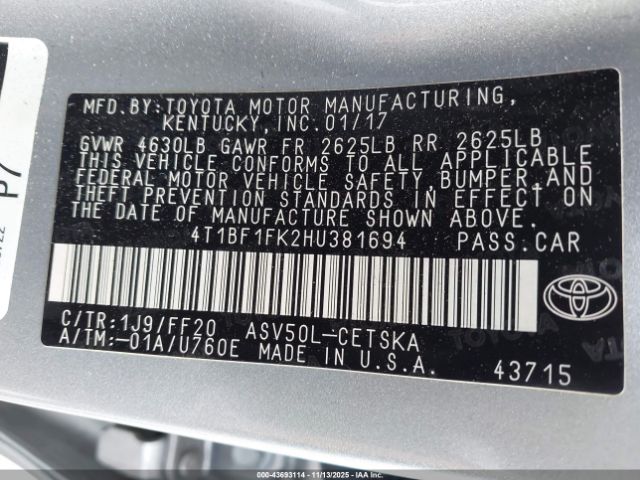 MFD.BY:TOYOTA MOTOR MANUFACTURING,
KENTUCKY,INC.01/17
GVWR 4630LB GAWR FR 2625LB RR 2625LB
THIS VEHICLE CONFORMS TO ALL APPLICABLE
FEDERAL MOTOR VEHICLE SAFETY,BUMPER,AND
THEFT PREVENTION STANDARDS IN EFFECT ON
THE DATE OF MANUFACTURE SHOWN ABOVE.
4T1BF1FK2HU381694 PASS.CAR
C/TR:1J9/FF20 ASV50L-CETSKA
A/TM:-01A/U760E MADE IN U.S.A.
43715
P7
000-43693114 - 11/13/2025 - IAA Inc.